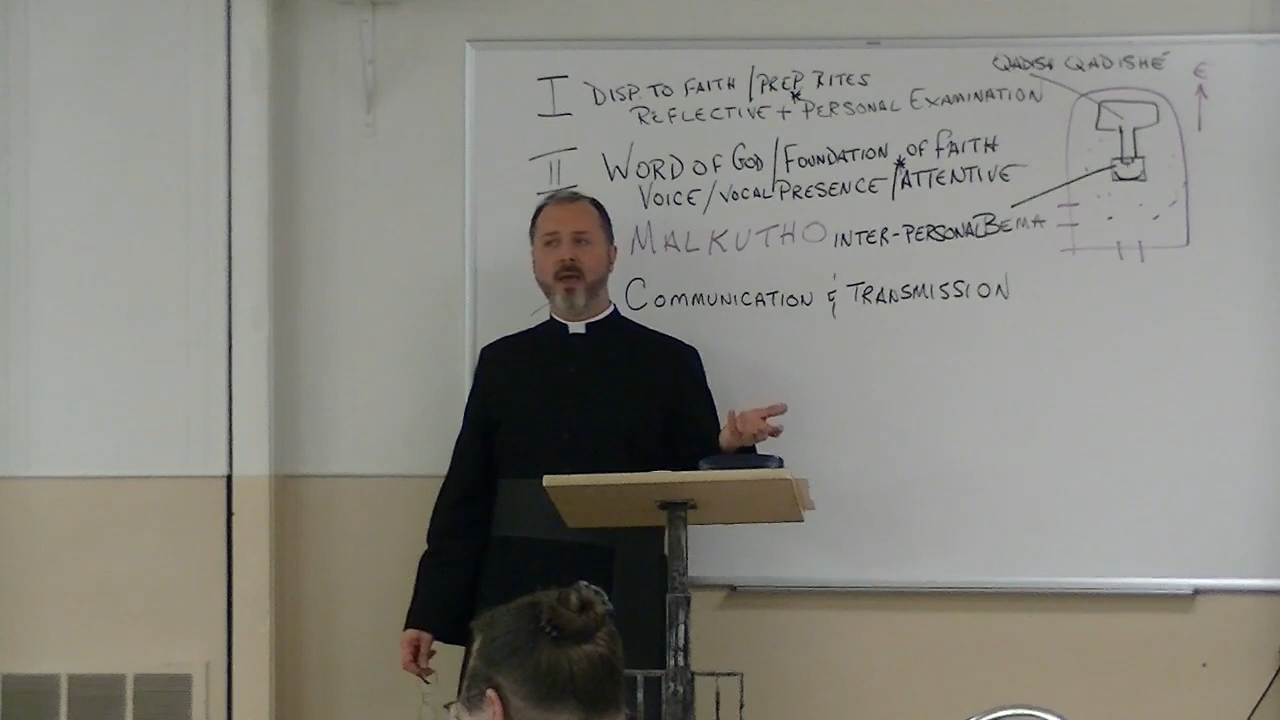 QADISH QADISHÉ
Є
I DISP TO FAITH / PREP RITES
REFLECTIVE + * PERSONAL EXAMINATION
II WORD OF GOD / FOUNDATION OF FAITH
VOICE / VOCAL PRESENCE / * ATTENTIVE
MALKUTHO INTER-PERSONAL BEMA
COMMUNICATION & TRANSMISSION